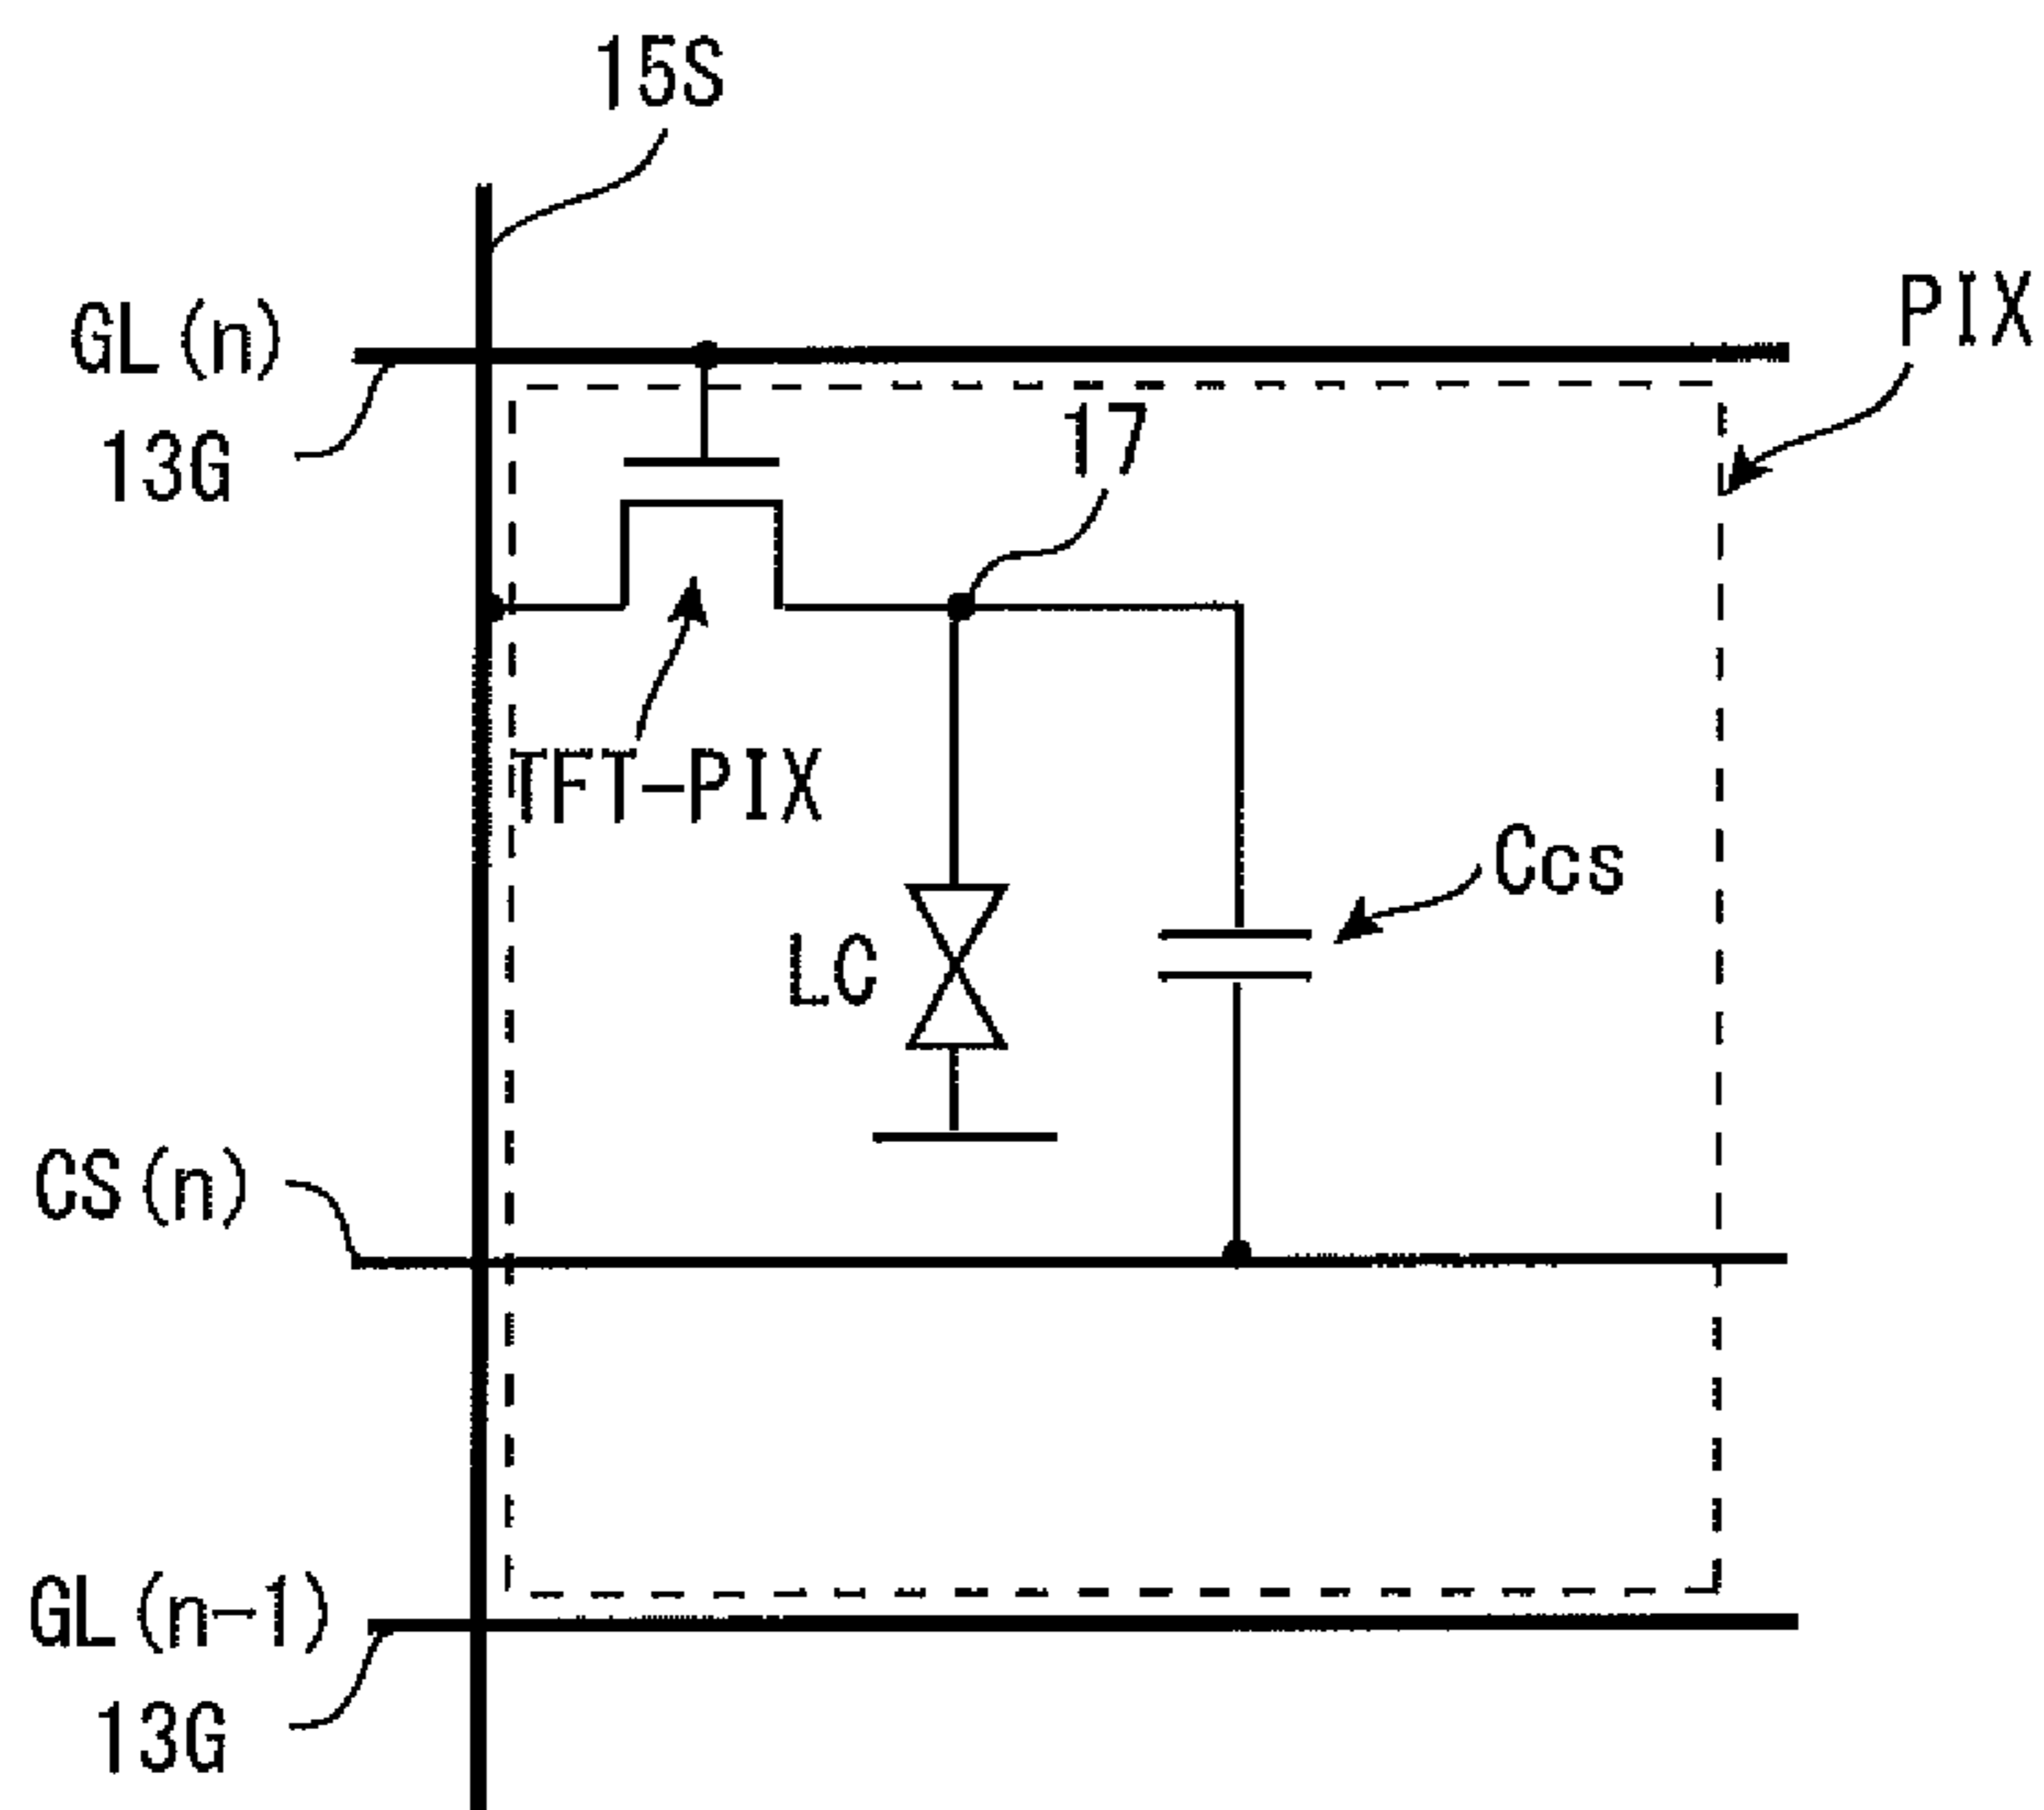 15S
GL(n)
PIX
13G
17
TFT-PIX
Ccs
LC
CS(n)
GL(n-1)
13G